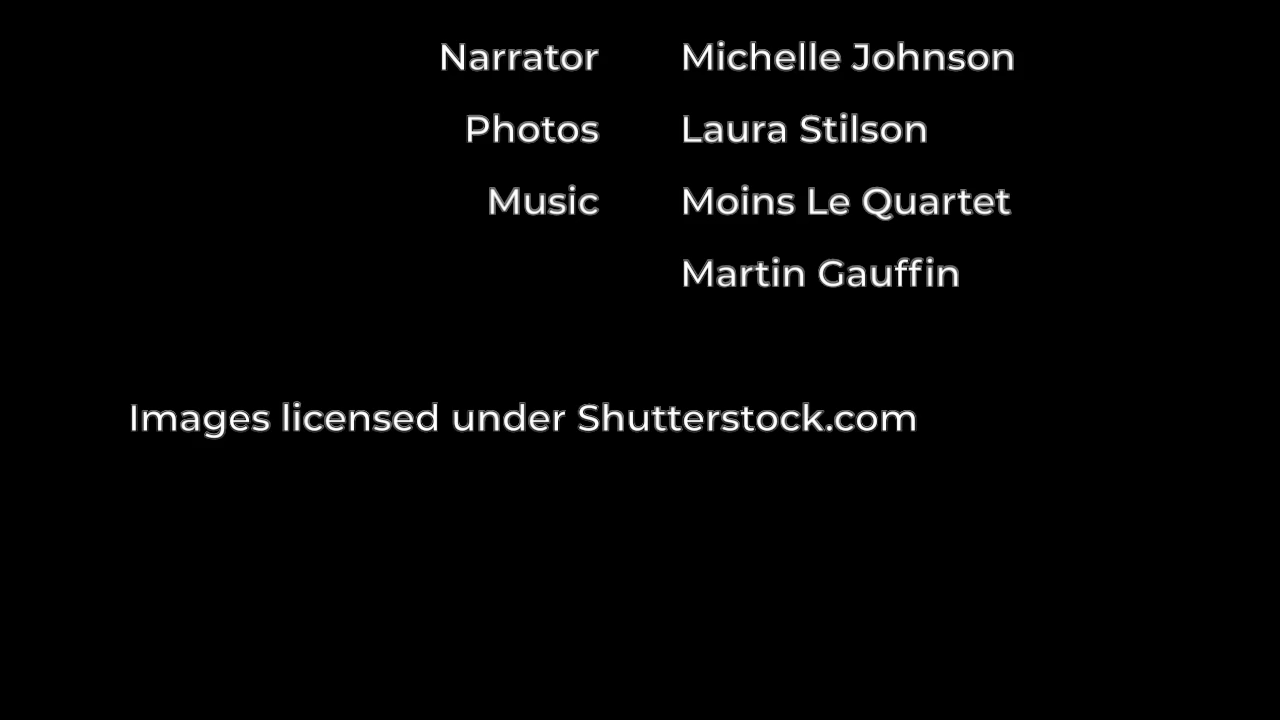 Narrator Michelle Johnson
Photos Laura Stilson
Music Moins Le Quartet
Martin Gauffin
Images licensed under Shutterstock.com